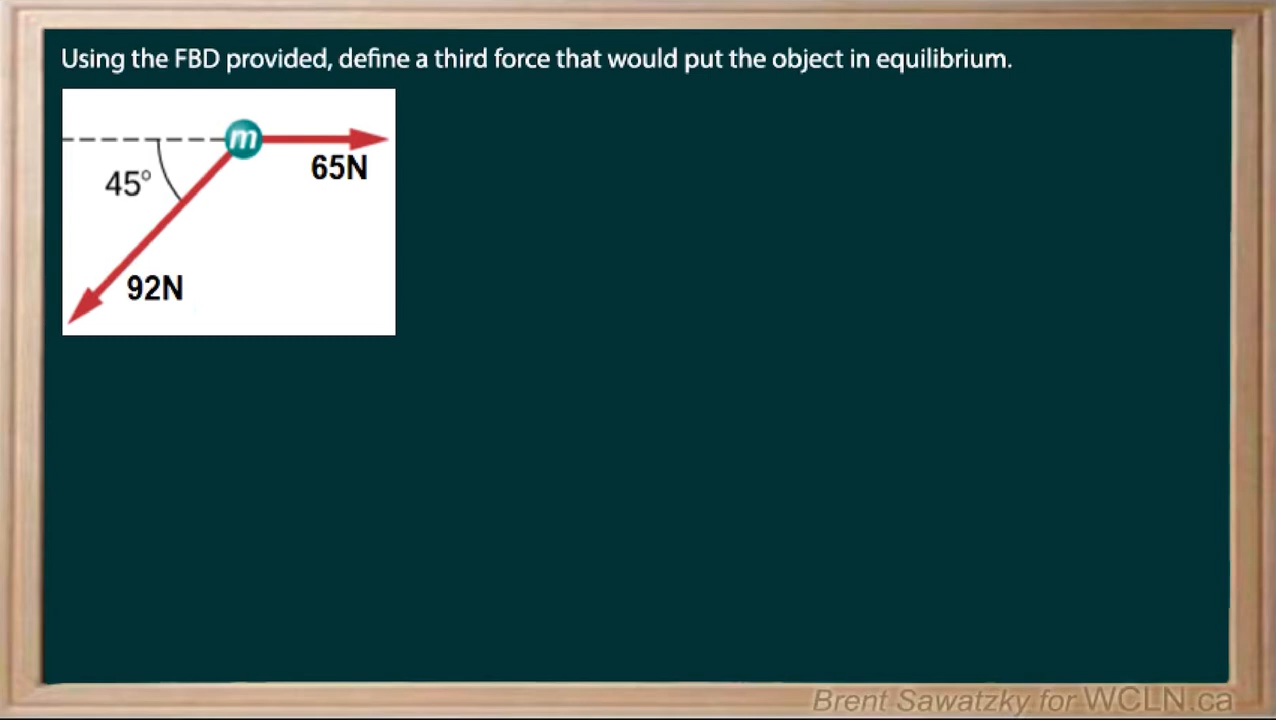 Using the FBD provided, define a third force that would put the object in equilibrium.
m
65N
45°
92N
Brent Sawatzky for WCLN.ca